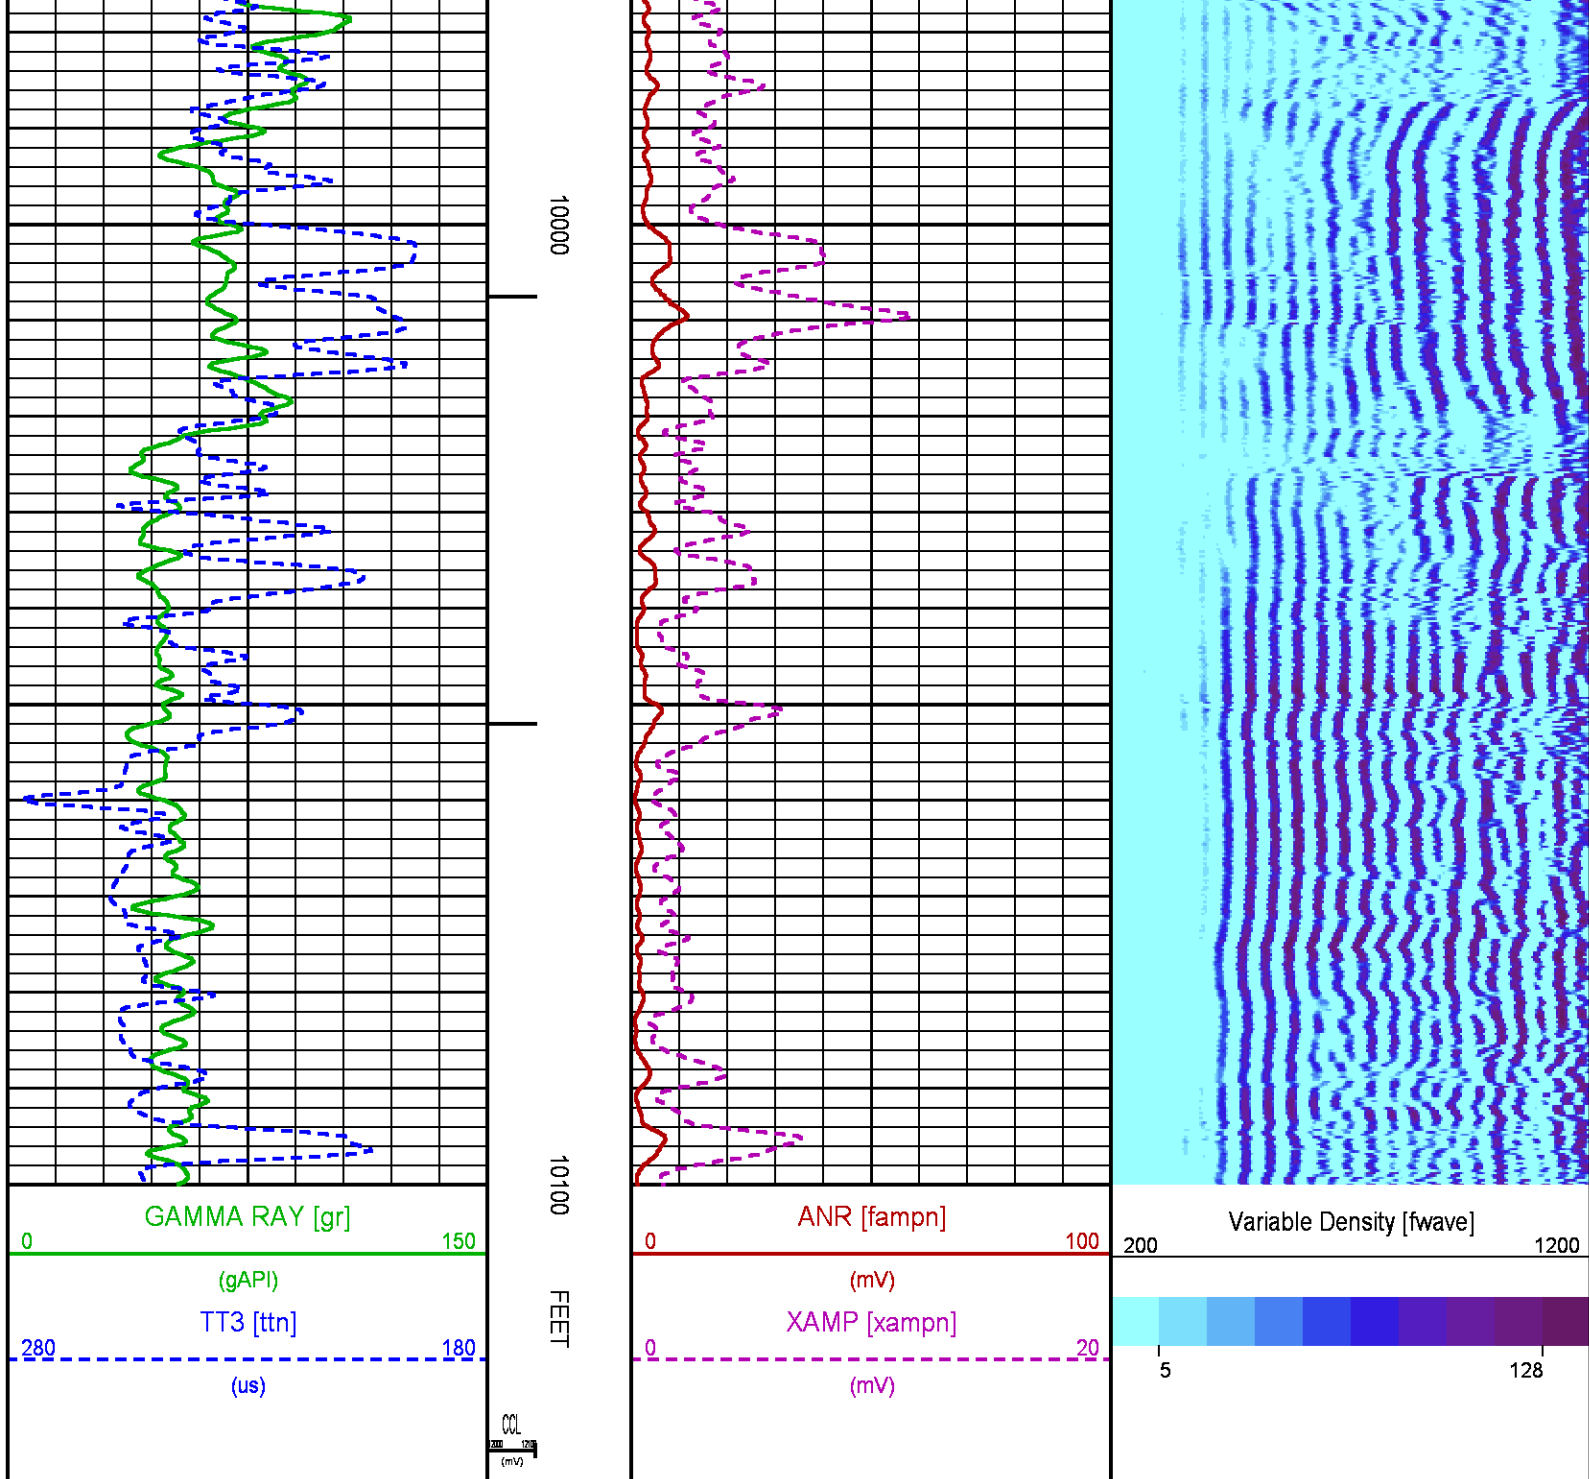 10000
10100
FEET
GAMMA RAY [gr]
0 150
(gAPI)
TT3 [ttn]
280 180
(us)
CCL
(mV)
ANR [fampn]
0 100
(mV)
XAMP [xampn]
0 20
(mV)
Variable Density [fwave]
200 1200
5 128